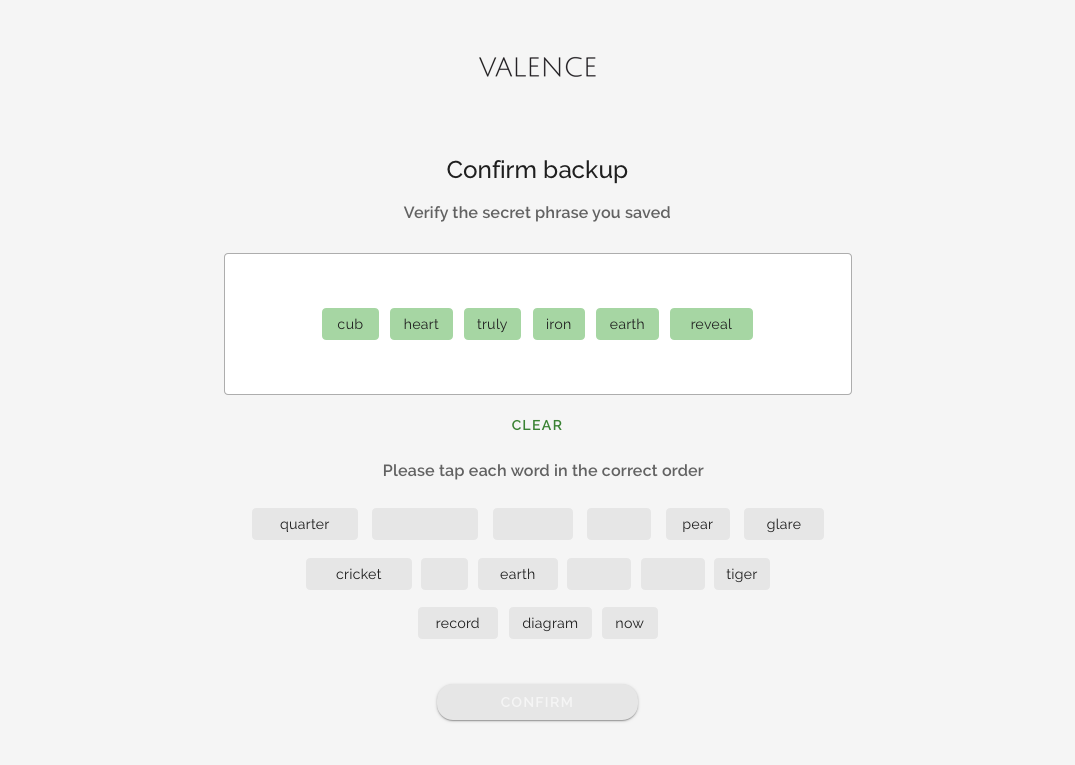 VALENCE
Confirm backup
Verify the secret phrase you saved
cub heart truly iron earth reveal
CLEAR
Please tap each word in the correct order
quarter pear glare
cricket earth tiger
record diagram now
CONFIRM